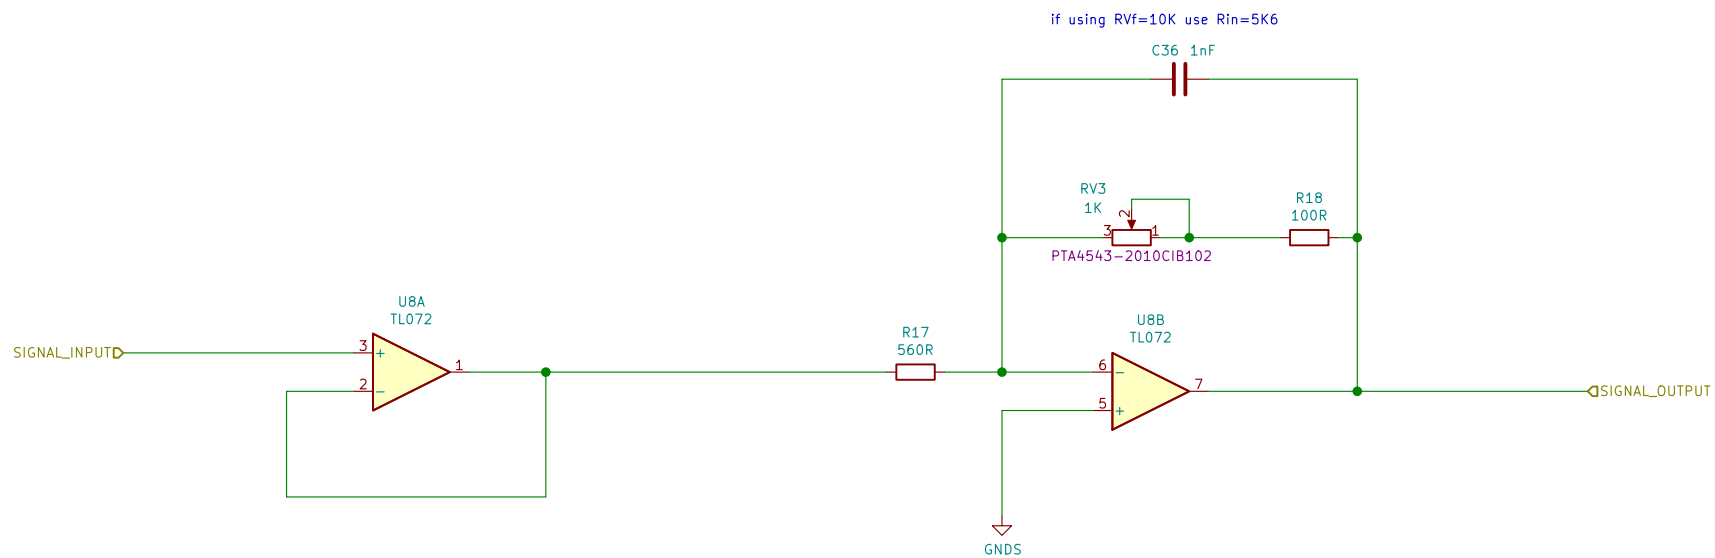 if using RVf=10K use Rin=5K6
C36 1nF
RV3
1K
2
3
1
PTA4543-2010CIB102
R18
100R
U8A
TL072
SIGNAL_INPUT
3
+
2
−
1
R17
560R
U8B
TL072
6
−
5
+
7
SIGNAL_OUTPUT
GNDS